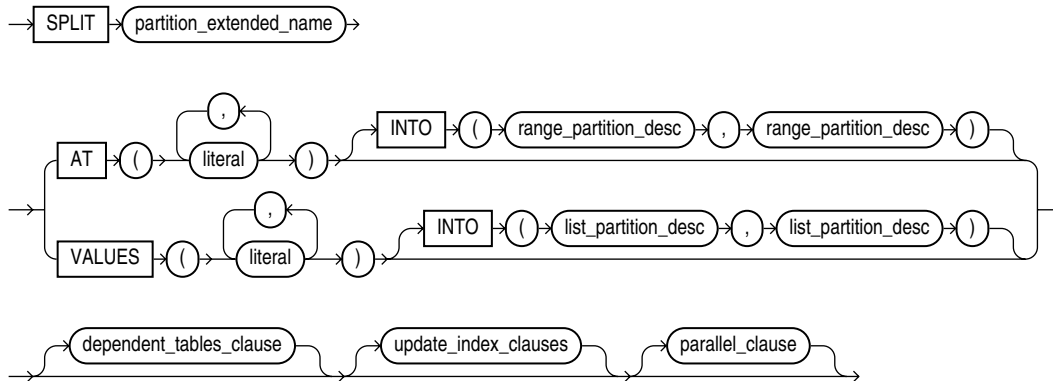 SPLIT partition_extended_name
,
INTO ( range_partition_desc , range_partition_desc )
AT ( literal )
,
INTO ( list_partition_desc , list_partition_desc )
VALUES ( literal )
dependent_tables_clause update_index_clauses parallel_clause